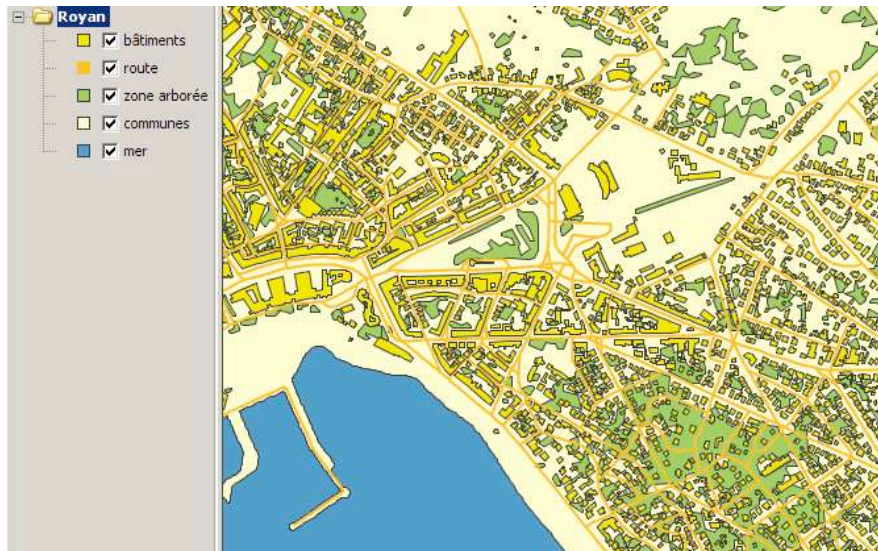 Royan
bâtiments
route
zone arborée
communes
mer